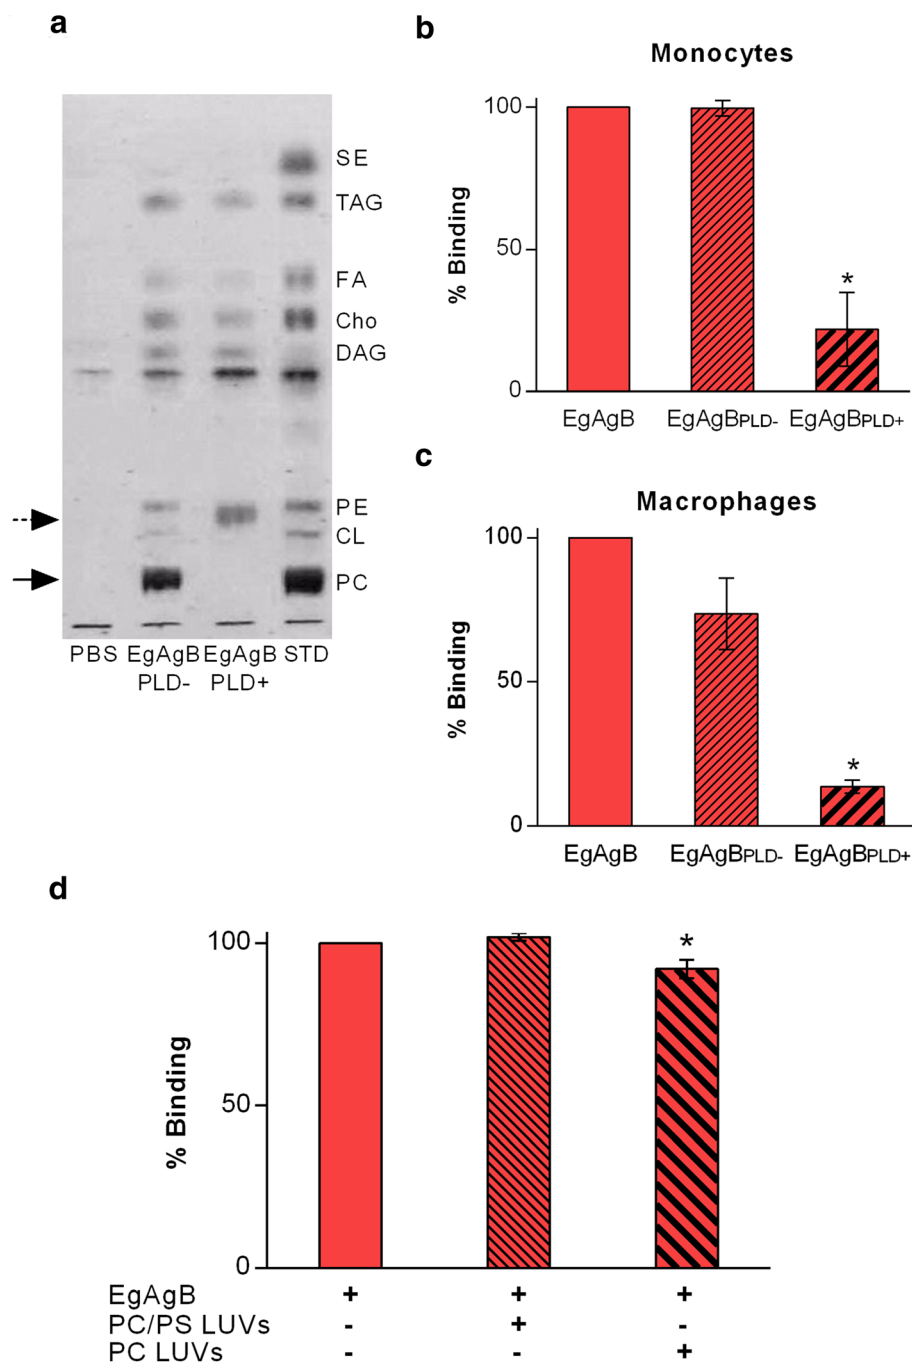 a
SE
TAG
FA
Cho
DAG
PE
CL
PC
PBS EgAgB EgAgB STD
PLD- PLD+
b
Monocytes
% Binding
100
50
0
*
EgAgB EgAgBPLD- EgAgBPLD+
c
Macrophages
% Binding
100
50
0
*
EgAgB EgAgBPLD- EgAgBPLD+
d
% Binding
100
50
0
*
EgAgB + + +
PC/PS LUVs - + -
PC LUVs - - +